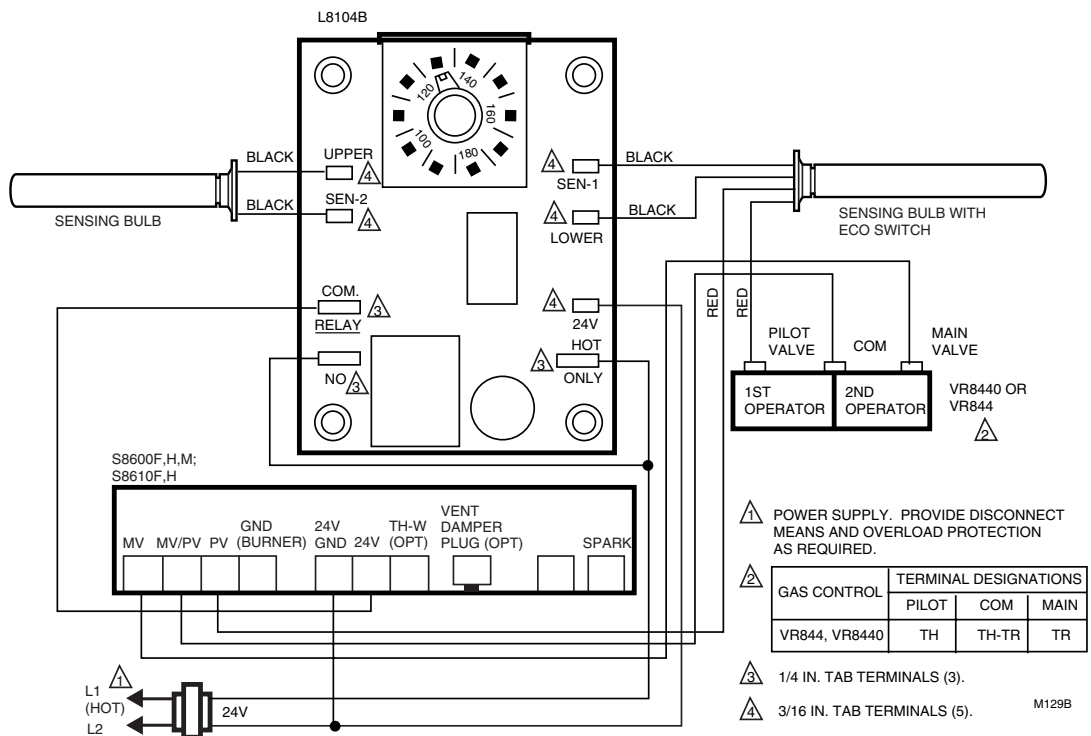 L8104B
120
140
160
180
100
BLACK
UPPER
4
BLACK
SEN-2
4
SENSING BULB
4
SEN-1
BLACK
4
LOWER
BLACK
SENSING BULB WITH
ECO SWITCH
COM.
RELAY
3
NO
3
4
24V
HOT
3
ONLY
RED
RED
PILOT
VALVE
COM
MAIN
VALVE
1ST
OPERATOR
2ND
OPERATOR
VR8440 OR
VR844
2
S8600F,H,M;
S8610F,H
MV
MV/PV
PV
GND
(BURNER)
24V
GND
24V
TH-W
(OPT)
VENT
DAMPER
PLUG (OPT)
SPARK
1
L1
(HOT)
L2
24V
1 POWER SUPPLY. PROVIDE DISCONNECT
MEANS AND OVERLOAD PROTECTION
AS REQUIRED.
2
GAS CONTROL
TERMINAL DESIGNATIONS
PILOT COM MAIN
VR844, VR8440 TH TH-TR TR
3 1/4 IN. TAB TERMINALS (3).
4 3/16 IN. TAB TERMINALS (5).
M129B